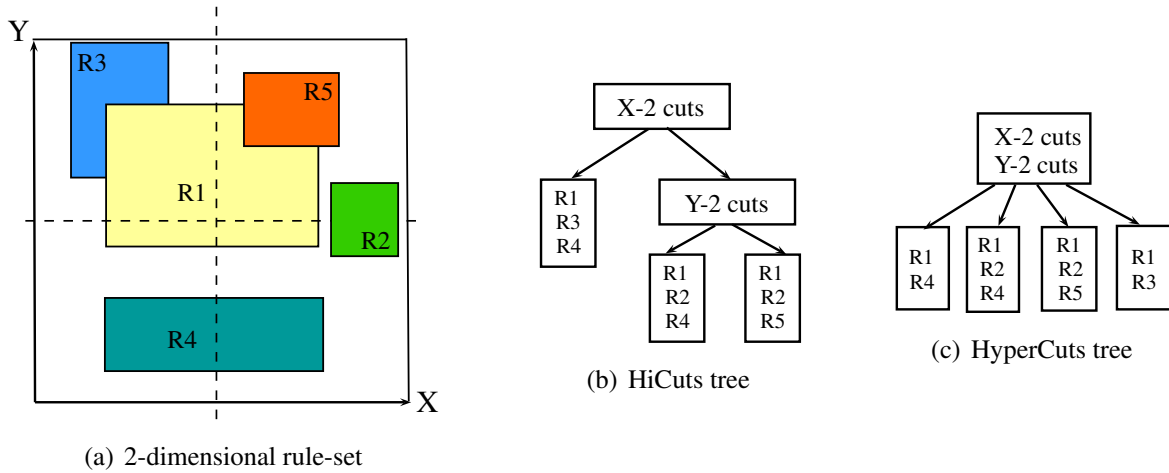 Y
R3
R5
R1
R2
R4
X
(a) 2-dimensional rule-set
X-2 cuts
R1
R3
R4
Y-2 cuts
R1
R2
R4
R1
R2
R5
(b) HiCuts tree
X-2 cuts
Y-2 cuts
R1
R4
R1
R2
R4
R1
R2
R5
R1
R3
(c) HyperCuts tree